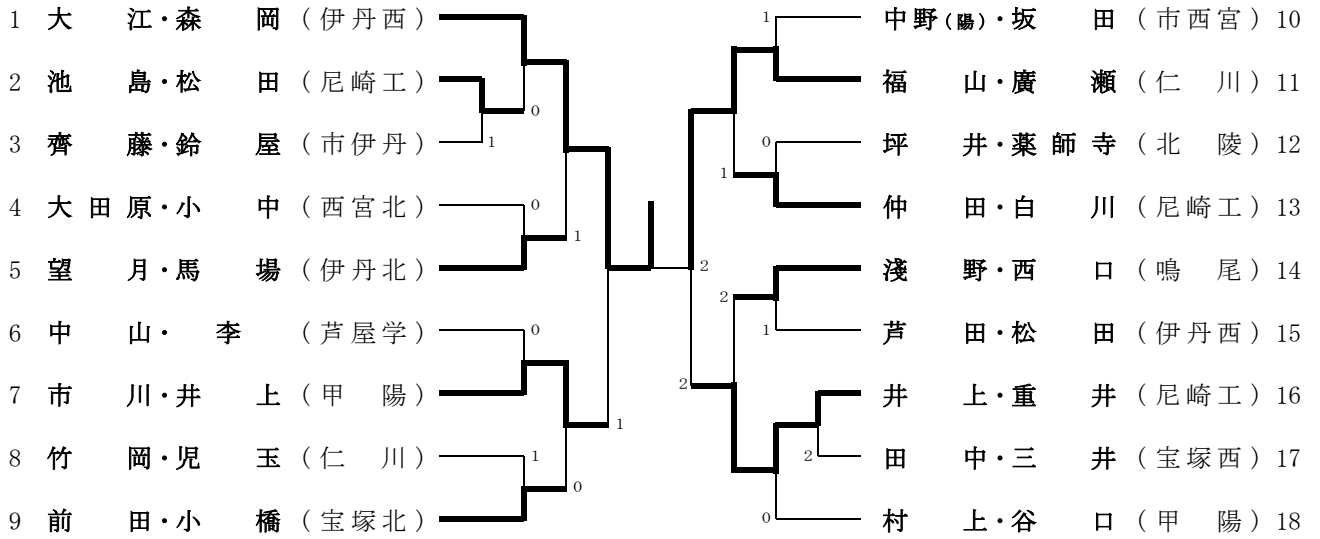 1 大江・森岡 (伊丹西)
2 池島・松田 (尼崎工)
0
3 齊藤・鈴屋 (市伊丹)
1
4 大田原・小中 (西宮北)
0
1
5 望月・馬場 (伊丹北)
6 中山・李 (芦屋学)
0
7 市川・井上 (甲陽)
1
8 竹岡・児玉 (仁川)
1
0
9 前田・小橋 (宝塚北)
1 中野(陽)・坂田 (市西宮) 10
福山・廣瀬 (仁川) 11
0 坪井・薬師寺 (北陵) 12
1
仲田・白川 (尼崎工) 13
2
淺野・西口 (鳴尾) 14
2
1 芦田・松田 (伊丹西) 15
2
井上・重井 (尼崎工) 16
2 田中・三井 (宝塚西) 17
0 村上・谷口 (甲陽) 18